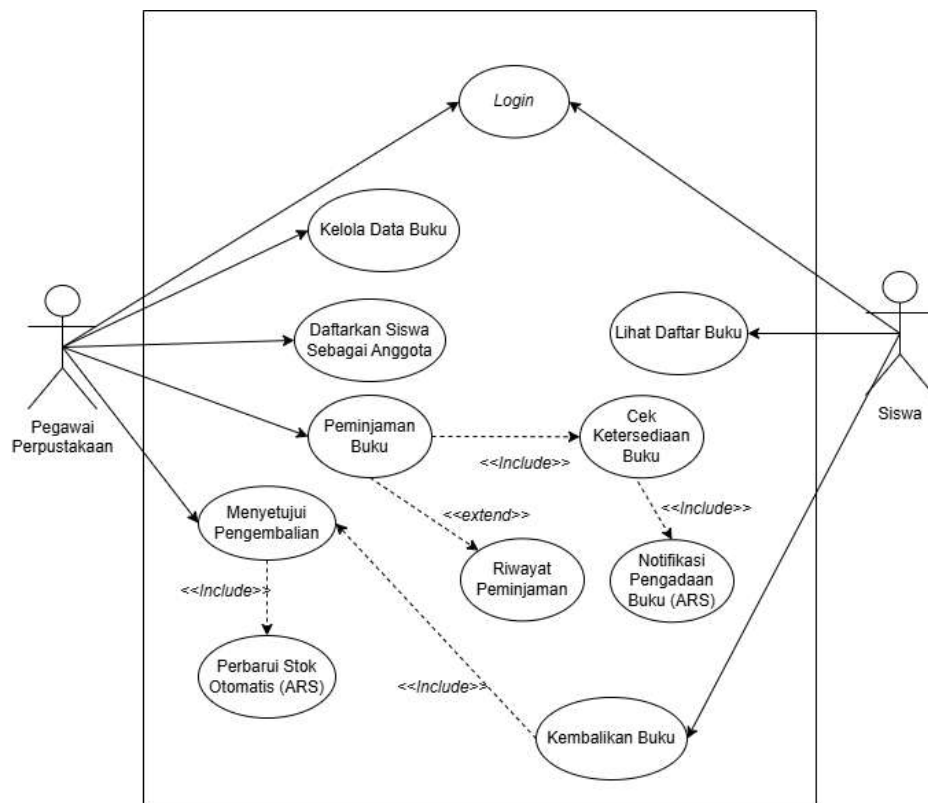 Login
Kelola Data Buku
Daftarkan Siswa
Sebagai Anggota
Lihat Daftar Buku
Pegawai
Perpustakaan
Siswa
Peminjaman
Buku
<<Include>>
Cek
Ketersediaan
Buku
Menyetujui
Pengembalian
<<extend>>
<<Include>>
Riwayat
Peminjaman
Notifikasi
Pengadaan
Buku (ARS)
<<Include>>
Perbarui Stok
Otomatis (ARS)
<<Include>>
Kembalikan Buku